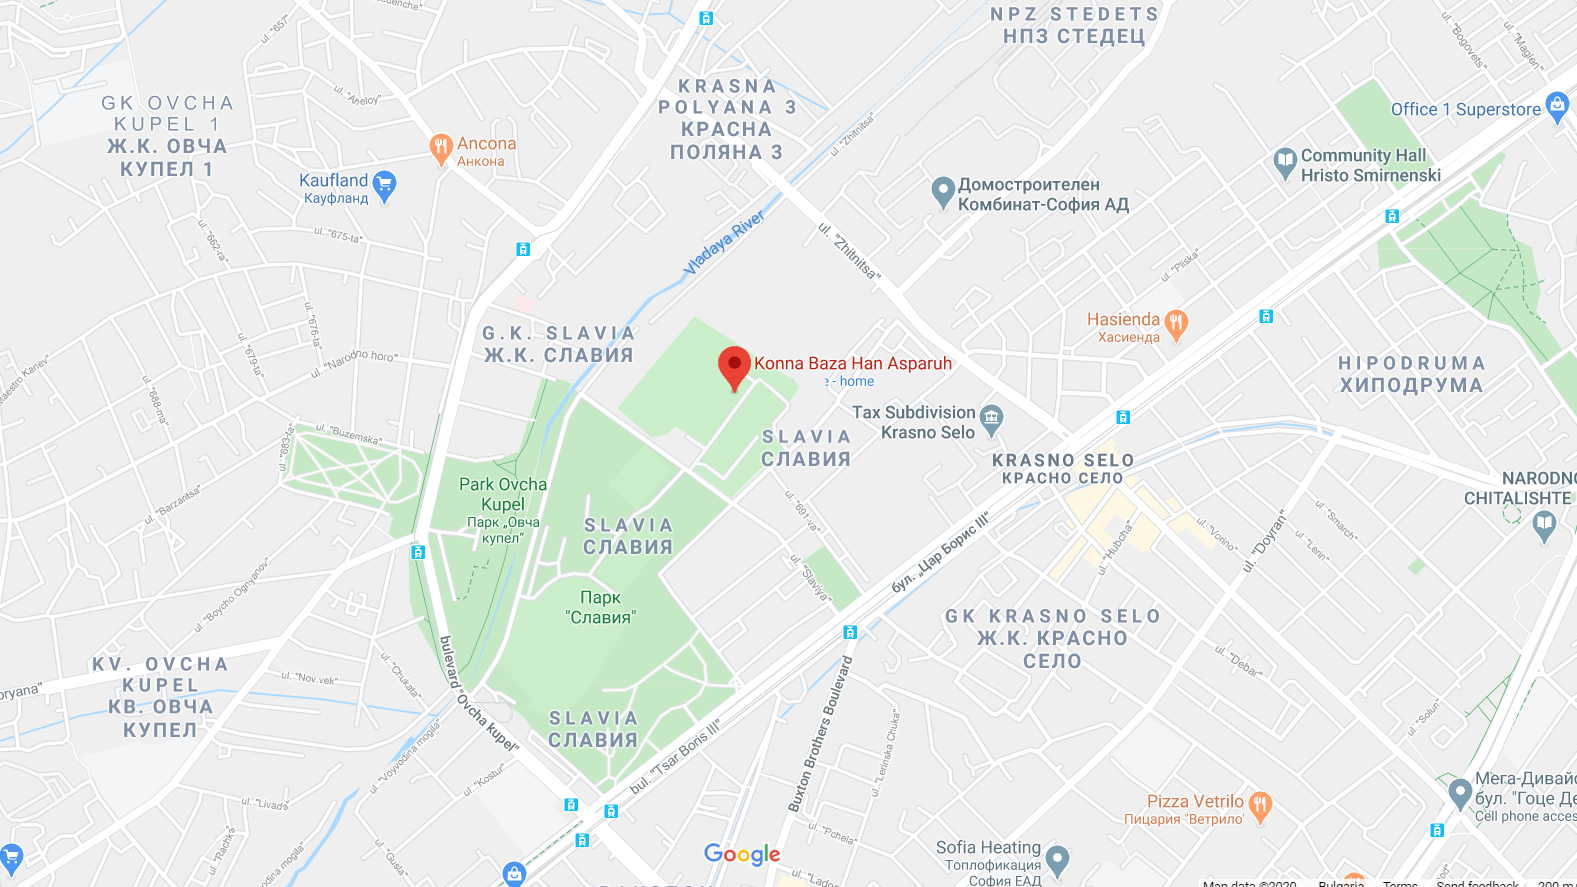 NPZ STEDETS
НПЗ СТЕДЕЦ
ul. "657"
ul. "Aheloy"
ul. "Bogovets"
ul. "Maglen"
KRASNA
POLYANA 3
КРАСНА
ПОЛЯНА 3
GK OVCHA
KUPEL 1
Ж.К. ОВЧА
КУПЕЛ 1
Ancona
Анкона
Kaufland
Кауфланд
ul. "Zhitnitsa"
Office 1 Superstore
Community Hall
Hristo Smirnenski
Домостроителен
Комбинат-София АД
Vladaya River
ul. "Zhitnitsa"
ul. "662-ra"
ul. "675-ta"
ul. "Pliska"
ul. "676-ta"
ul. "679-ta"
ul. "Narodno horo"
Maestro Kanev"
G.K. SLAVIA
Ж.К. СЛАВИЯ
Hasienda
Хасиенда
HIPODRUMA
ХИПОДРУМА
Konna Baza Han Asparuh
e - home
ul. "688-ma"
ul. "683-ta"
ul. "Buzemska"
Tax Subdivision
Krasno Selo
SLAVIA
СЛАВИЯ
KRASNO SELO
КРАСНО СЕЛО
ul. "Barzaritsa"
Park Ovcha
Kupel
Парк „Овча
купел“
SLAVIA
СЛАВИЯ
ul. "691-va"
NARODNO
CHITALISHTE
ul. "Hubcha"
ul. "Vorino"
ul. "Doyran"
ul. "Lerin"
ul. "Smarch"
бул. „Цар Борис III“
ul. "Slaviya"
Парк
"Славия"
ul. "Boycho Ognyanov"
GK KRASNO SELO
Ж.К. КРАСНО
СЕЛО
KV. OVCHA
KUPEL
КВ. ОВЧА
КУПЕЛ
oryana"
ul. "Nov vek"
ul. "Chukata"
bulevard "Ovcha kupel"
ul. "Debar"
ul. "Solun"
SLAVIA
СЛАВИЯ
bul. "Tsar Boris III"
Buxton Brothers Boulevard
ul. "Lerinska Chuka"
ul. "Voyvodina mogila"
ul. "Kostur"
ul. "Livada"
ul. "Rachka"
Voyvodina mogila"
ul. "Gusla"
ul. "Pchela"
Pizza Vetrilo
Пицария "Ветрило"
Мега-Дивайс
бул. "Гоце Де
Cell phone acces
Sofia Heating
Топлофикация
София ЕАД
Google
Map data ©2020
Bulgaria
Terms
Send feedback
200 m